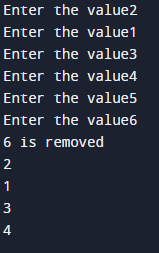 Enter the value2
Enter the value1
Enter the value3
Enter the value4
Enter the value5
Enter the value6
6 is removed
2
1
3
4